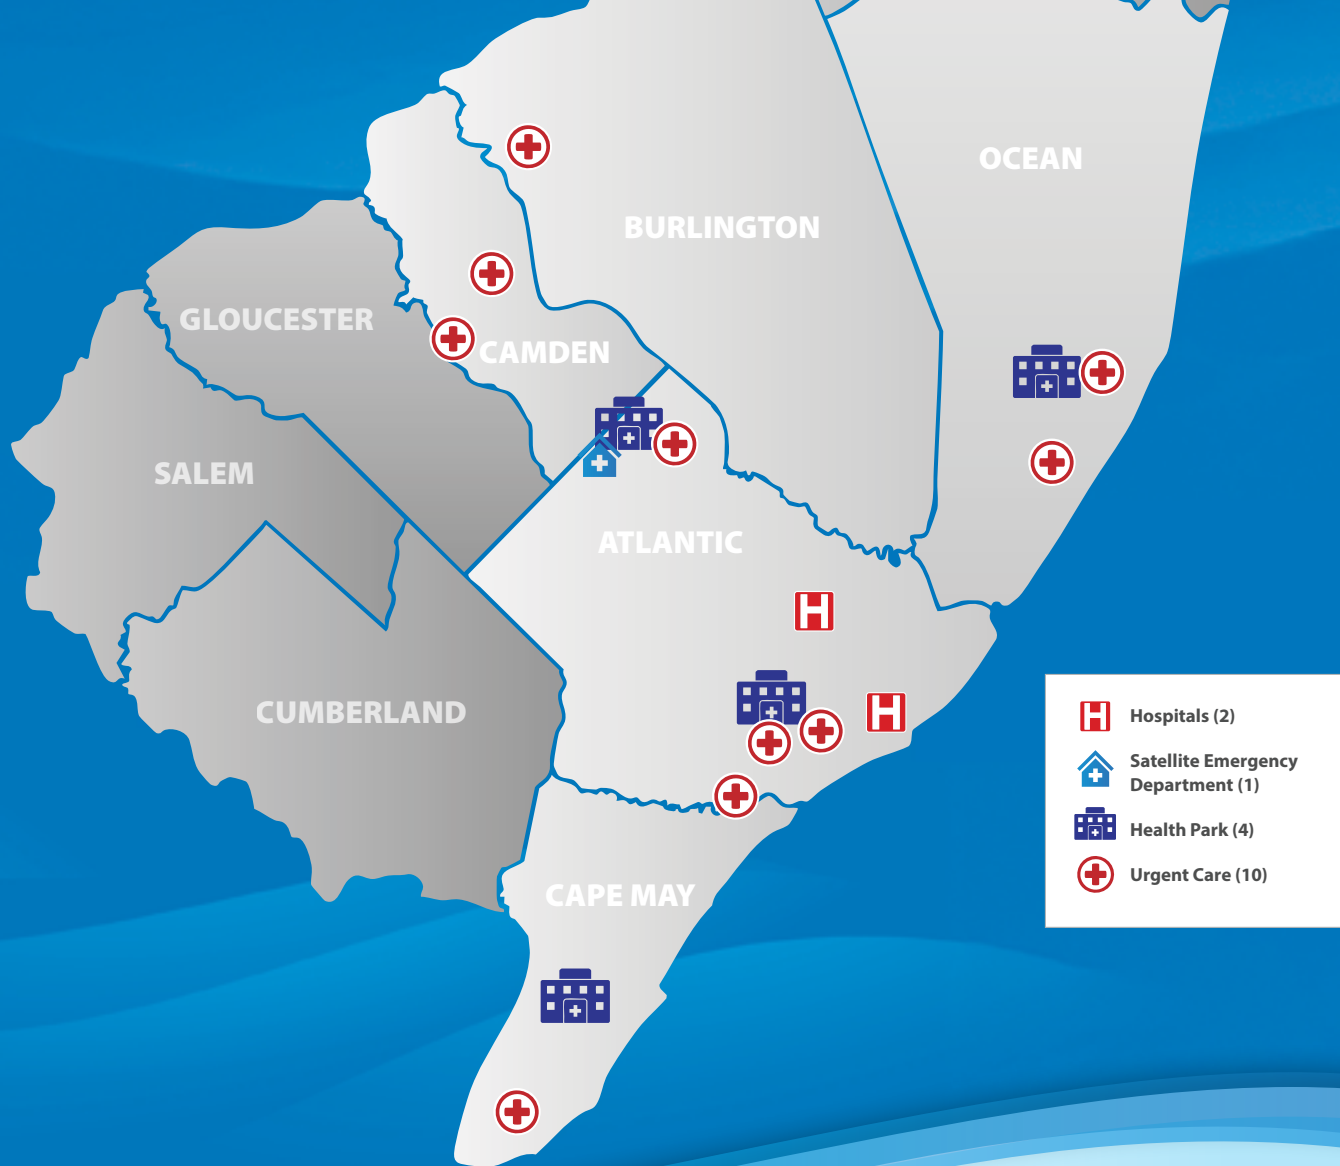 OCEAN
BURLINGTON
GLOUCESTER
CAMDEN
SALEM
ATLANTIC
H
CUMBERLAND
H
CAPE MAY
H Hospitals (2)
Satellite Emergency
Department (1)
Health Park (4)
Urgent Care (10)